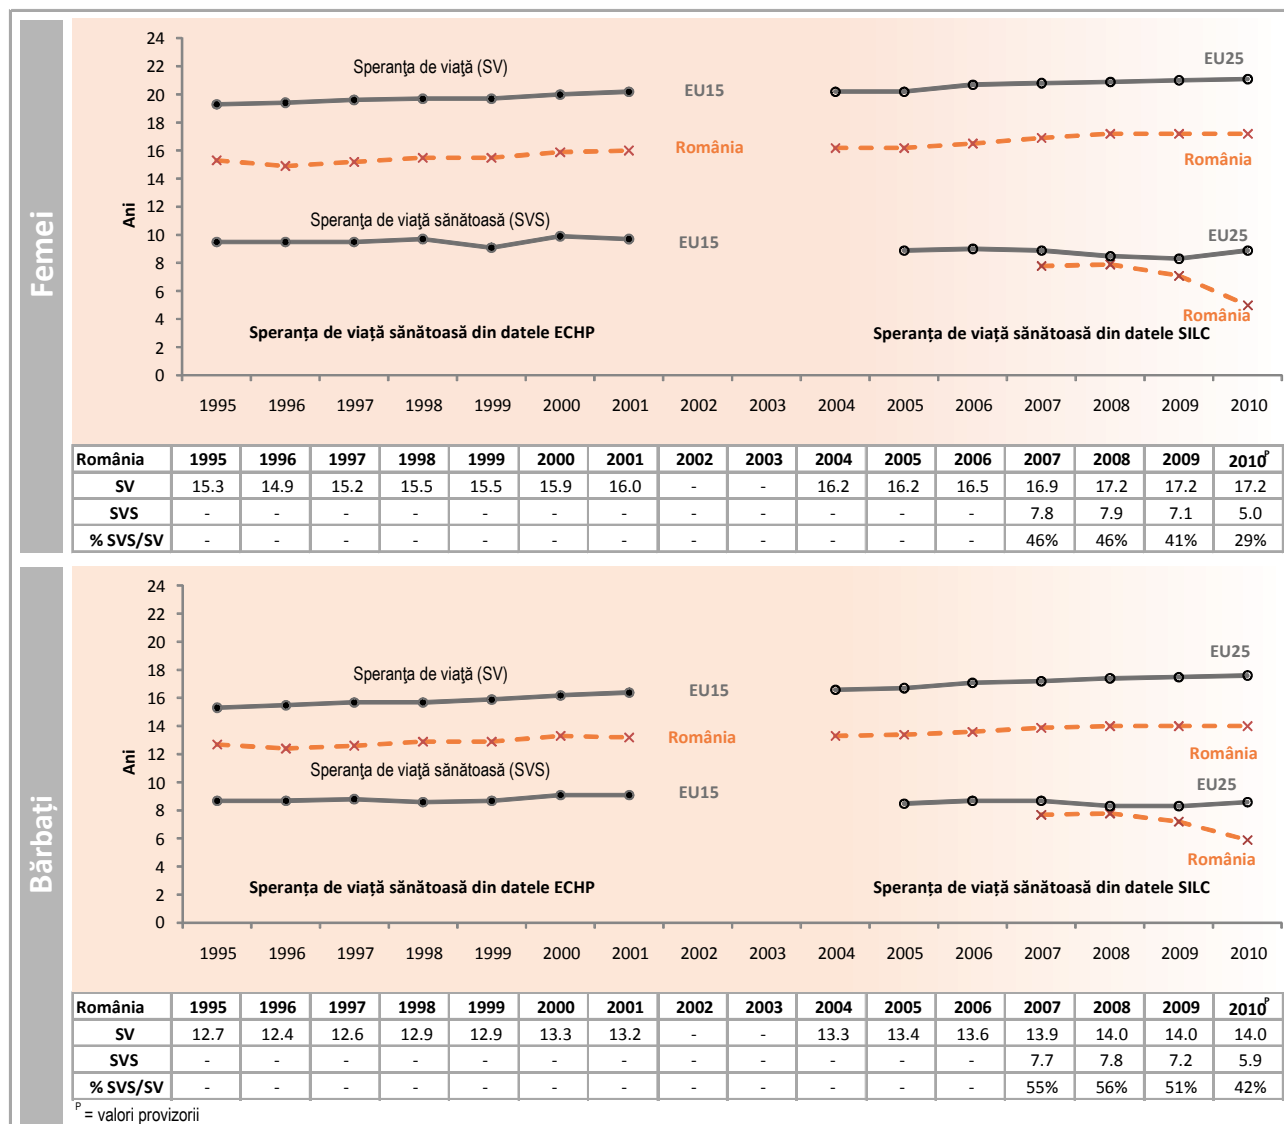 Femei
24
22
20
18
16
14
12
10
8
6
4
2
0
Ani
Speranţa de viaţă (SV)
EU15
EU25
România
România
Speranţa de viaţă sănătoasă (SVS)
EU15
EU25
România
Speranța de viață sănătoasă din datele ECHP
Speranța de viață sănătoasă din datele SILC
1995 1996 1997 1998 1999 2000 2001 2002 2003 2004 2005 2006 2007 2008 2009 2010
România 1995 1996 1997 1998 1999 2000 2001 2002 2003 2004 2005 2006 2007 2008 2009 2010ᴾ
SV 15.3 14.9 15.2 15.5 15.5 15.9 16.0 - - 16.2 16.2 16.5 16.9 17.2 17.2 17.2
SVS - - - - - - - - - - - - 7.8 7.9 7.1 5.0
% SVS/SV - - - - - - - - - - - - 46% 46% 41% 29%
Bărbați
24
22
20
18
16
14
12
10
8
6
4
2
0
Ani
Speranţa de viaţă (SV)
EU15
EU25
România
România
Speranţa de viaţă sănătoasă (SVS)
EU15
EU25
România
Speranța de viață sănătoasă din datele ECHP
Speranța de viață sănătoasă din datele SILC
1995 1996 1997 1998 1999 2000 2001 2002 2003 2004 2005 2006 2007 2008 2009 2010
România 1995 1996 1997 1998 1999 2000 2001 2002 2003 2004 2005 2006 2007 2008 2009 2010ᴾ
SV 12.7 12.4 12.6 12.9 12.9 13.3 13.2 - - 13.3 13.4 13.6 13.9 14.0 14.0 14.0
SVS - - - - - - - - - - - - 7.7 7.8 7.2 5.9
% SVS/SV - - - - - - - - - - - - 55% 56% 51% 42%
ᴾ = valori provizorii